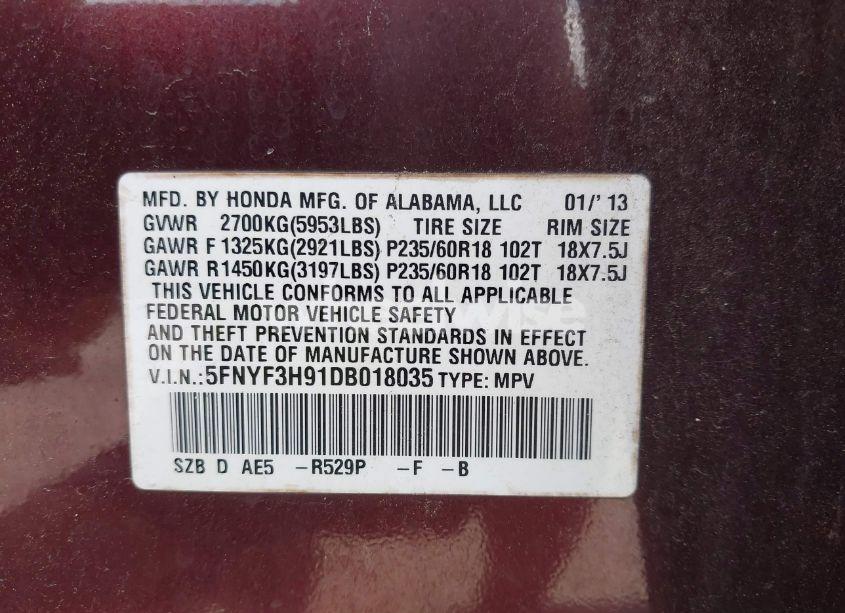 MFD. BY HONDA MFG. OF ALABAMA, LLC 01/'13
GVWR 2700KG(5953LBS) TIRE SIZE RIM SIZE
GAWR F 1325KG(2921LBS) P235/60R18 102T 18X7.5J
GAWR R1450KG(3197LBS) P235/60R18 102T 18X7.5J
THIS VEHICLE CONFORMS TO ALL APPLICABLE
FEDERAL MOTOR VEHICLE SAFETY
AND THEFT PREVENTION STANDARDS IN EFFECT
ON THE DATE OF MANUFACTURE SHOWN ABOVE.
V.I.N.:5FNYF3H91DB018035 TYPE: MPV
SZB D AE5 -R529P -F -B